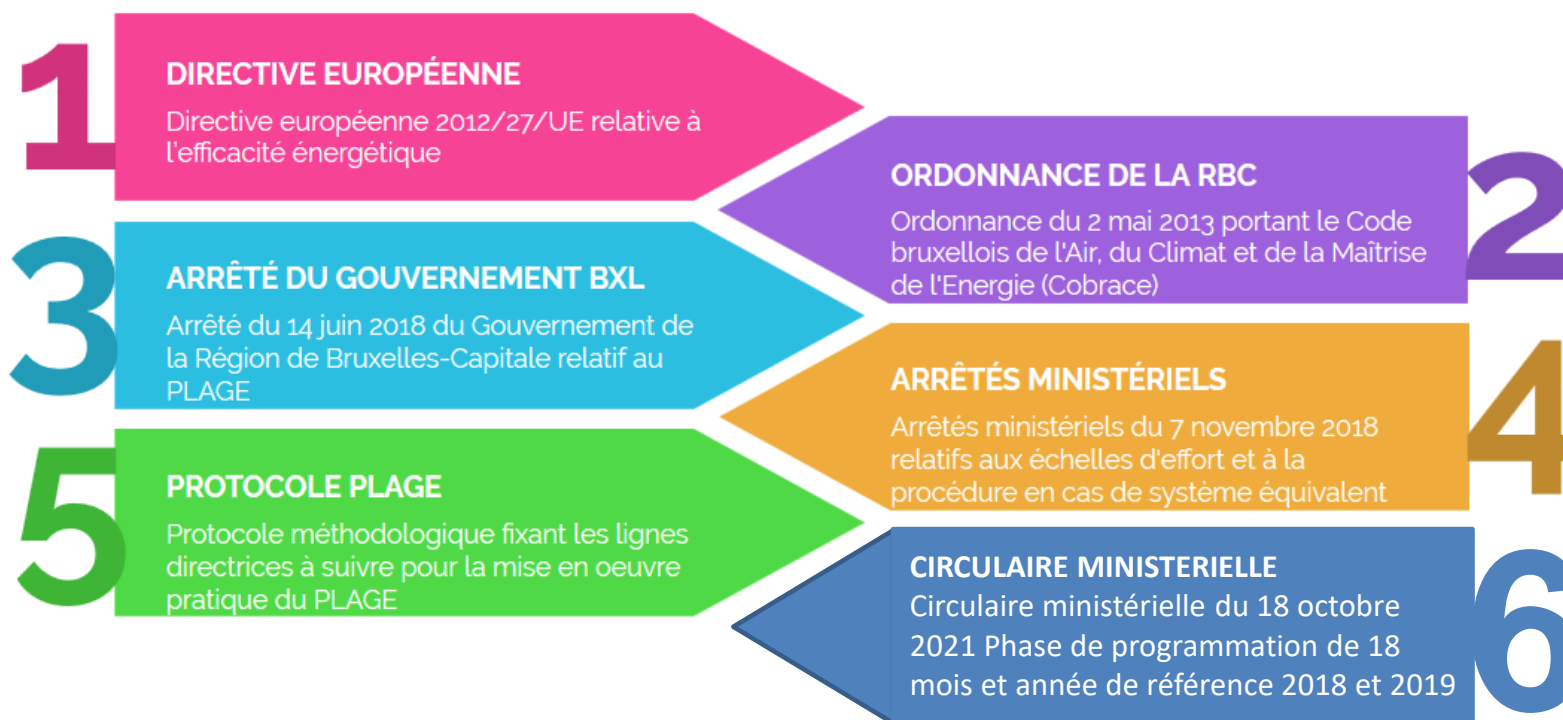 1
DIRECTIVE EUROPÉENNE
Directive européenne 2012/27/UE relative à
l'efficacité énergétique
2
ORDONNANCE DE LA RBC
Ordonnance du 2 mai 2013 portant le Code
bruxellois de l'Air, du Climat et de la Maîtrise
de l'Energie (Cobrace)
3
ARRÊTÉ DU GOUVERNEMENT BXL
Arrêté du 14 juin 2018 du Gouvernement de
la Région de Bruxelles-Capitale relatif au
PLAGE
4
ARRÊTÉS MINISTÉRIELS
Arrêtés ministériels du 7 novembre 2018
relatifs aux échelles d'effort et à la
procédure en cas de système équivalent
5
PROTOCOLE PLAGE
Protocole méthodologique fixant les lignes
directrices à suivre pour la mise en oeuvre
pratique du PLAGE
6
CIRCULAIRE MINISTERIELLE
Circulaire ministérielle du 18 octobre
2021 Phase de programmation de 18
mois et année de référence 2018 et 2019